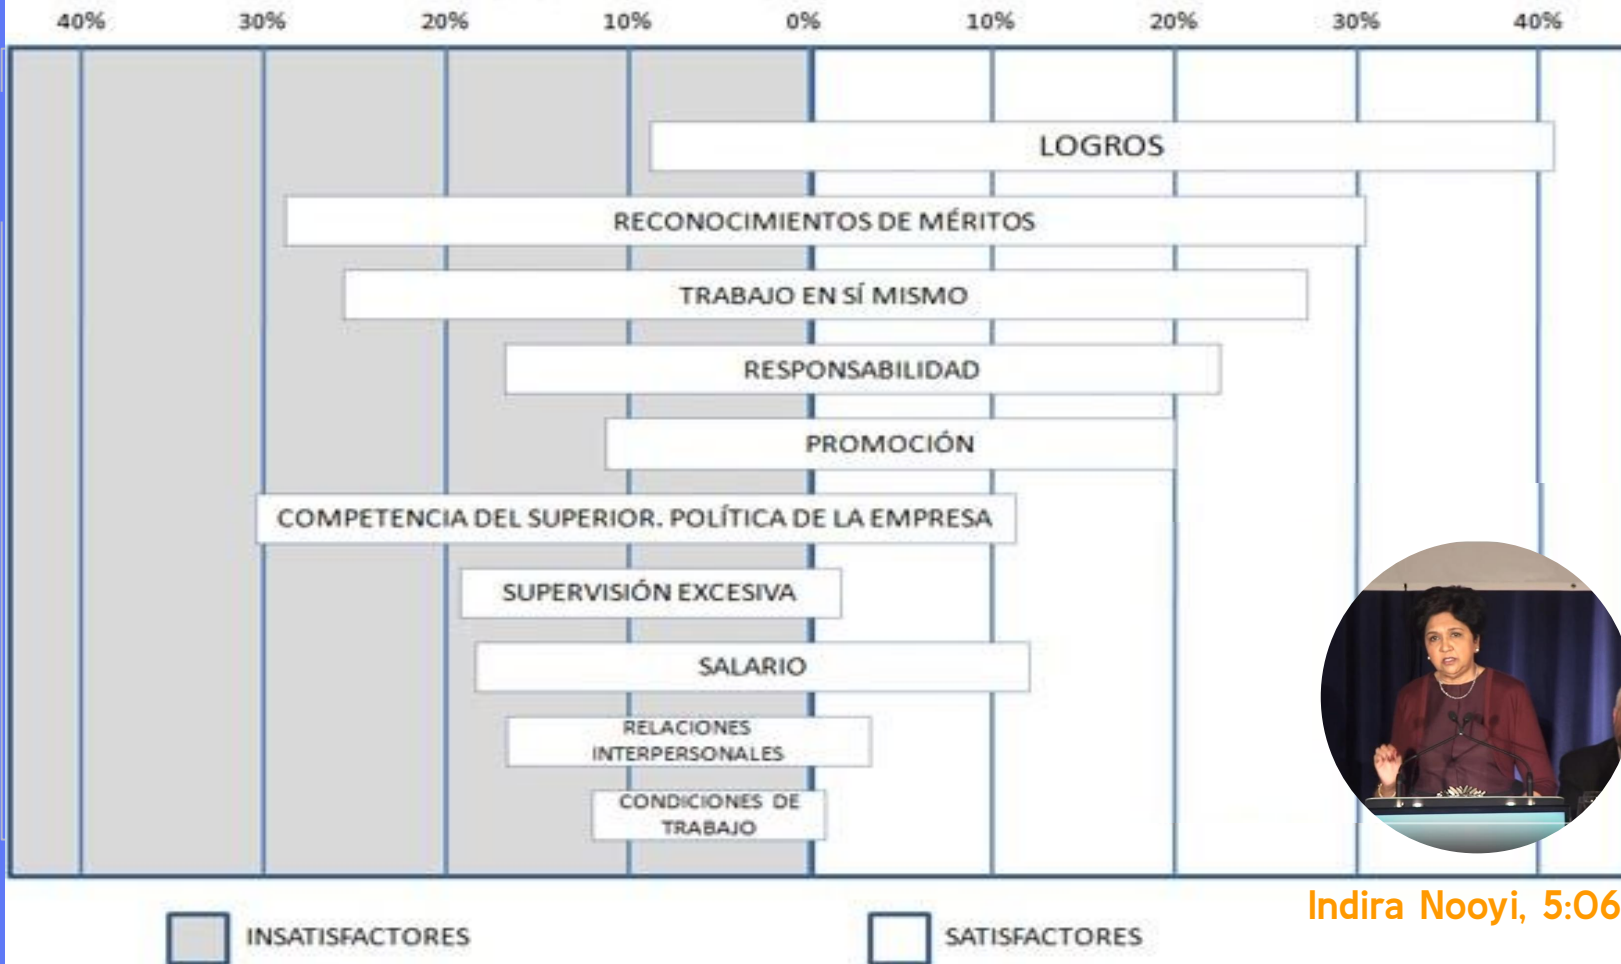 40% 30% 20% 10% 0% 10% 20% 30% 40%
LOGROS
RECONOCIMIENTOS DE MÉRITOS
TRABAJO EN SÍ MISMO
RESPONSABILIDAD
PROMOCIÓN
COMPETENCIA DEL SUPERIOR. POLÍTICA DE LA EMPRESA
SUPERVISIÓN EXCESIVA
SALARIO
RELACIONES
INTERPERSONALES
CONDICIONES DE
TRABAJO
Indira Nooyi, 5:06
INSATISFACTORES
SATISFACTORES